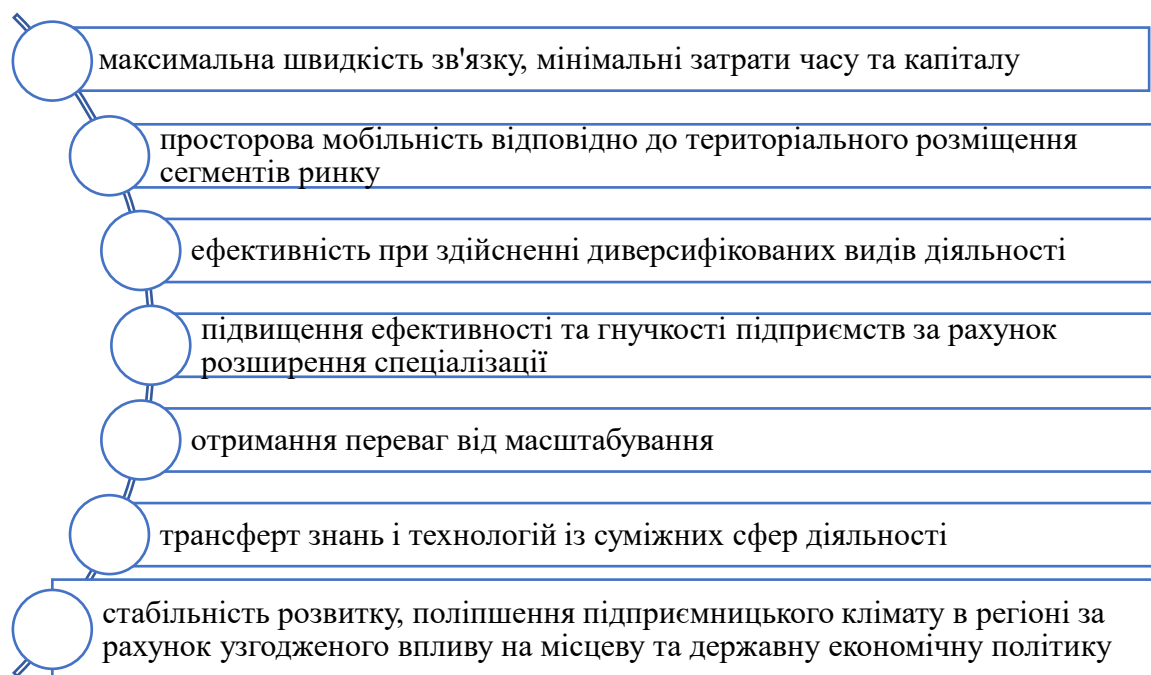 максимальна швидкість зв'язку, мінімальні затрати часу та капіталу
просторова мобільність відповідно до територіального розміщення
сегментів ринку
ефективність при здійсненні диверсифікованих видів діяльності
підвищення ефективності та гнучкості підприємств за рахунок
розширення спеціалізації
отримання переваг від масштабування
трансферт знань і технологій із суміжних сфер діяльності
стабільність розвитку, поліпшення підприємницького клімату в регіоні за
рахунок узгодженого впливу на місцеву та державну економічну політику